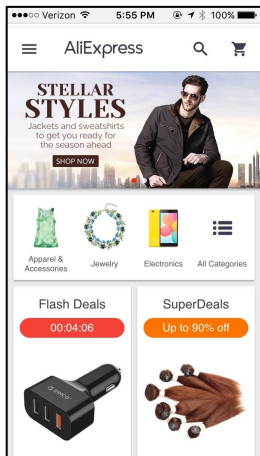 Verizon 5:55 PM 100%
AliExpress
STELLAR
STYLES
Jackets and sweatshirts
to get you ready for
the season ahead
SHOP NOW
Apparel &
Accessories
Jewelry
Electronics
All Categories
Flash Deals
SuperDeals
00:04:06
Up to 90% off
ORICO